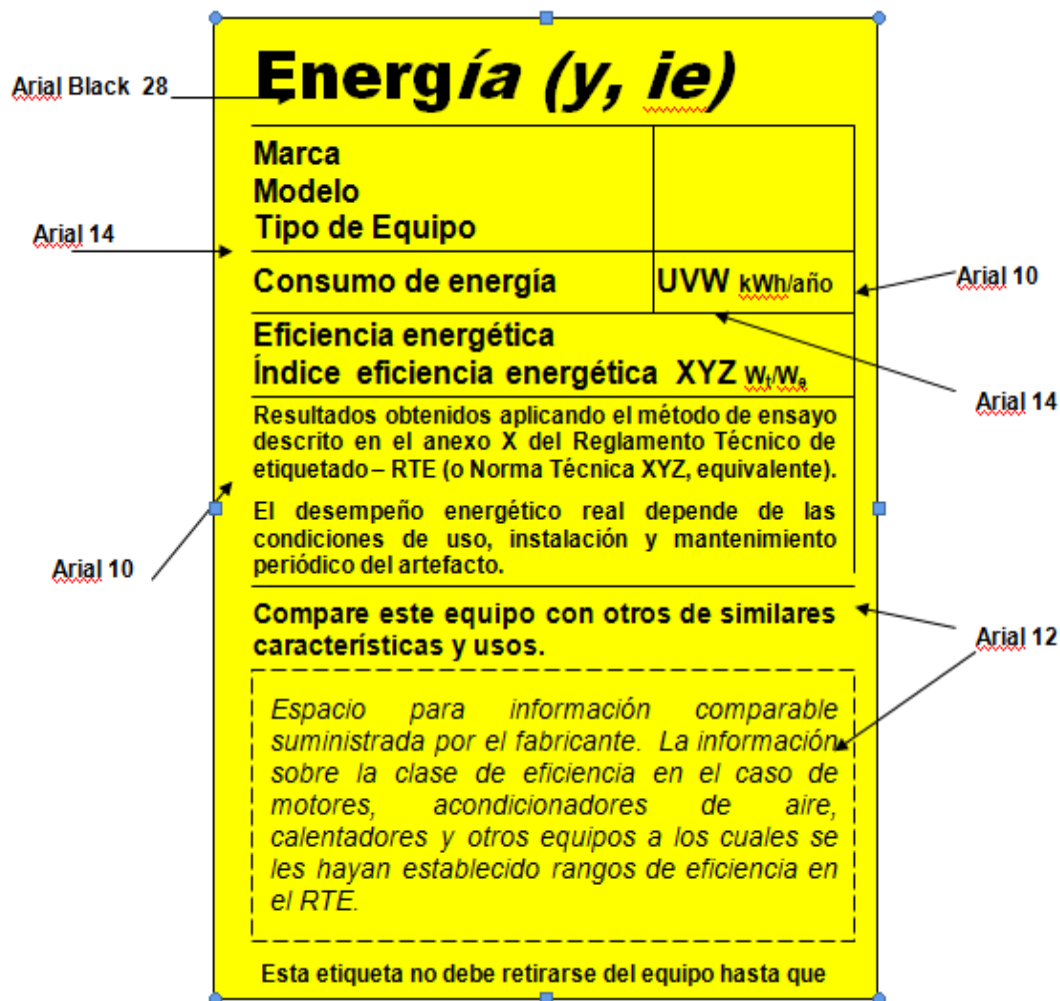 Energía (y, ie)
Arial Black 28
Marca
Modelo
Tipo de Equipo
Arial 14
Consumo de energía UVW kWh/año
Arial 10
Eficiencia energética
Índice eficiencia energética XYZ Wt/We
Arial 14
Resultados obtenidos aplicando el método de ensayo
descrito en el anexo X del Reglamento Técnico de
etiquetado – RTE (o Norma Técnica XYZ, equivalente).
El desempeño energético real depende de las
condiciones de uso, instalación y mantenimiento
periódico del artefacto.
Arial 10
Compare este equipo con otros de similares
características y usos.
Arial 12
Espacio para información comparable
suministrada por el fabricante. La información
sobre la clase de eficiencia en el caso de
motores, acondicionadores de aire,
calentadores y otros equipos a los cuales se
les hayan establecido rangos de eficiencia en
el RTE.
Esta etiqueta no debe retirarse del equipo hasta que